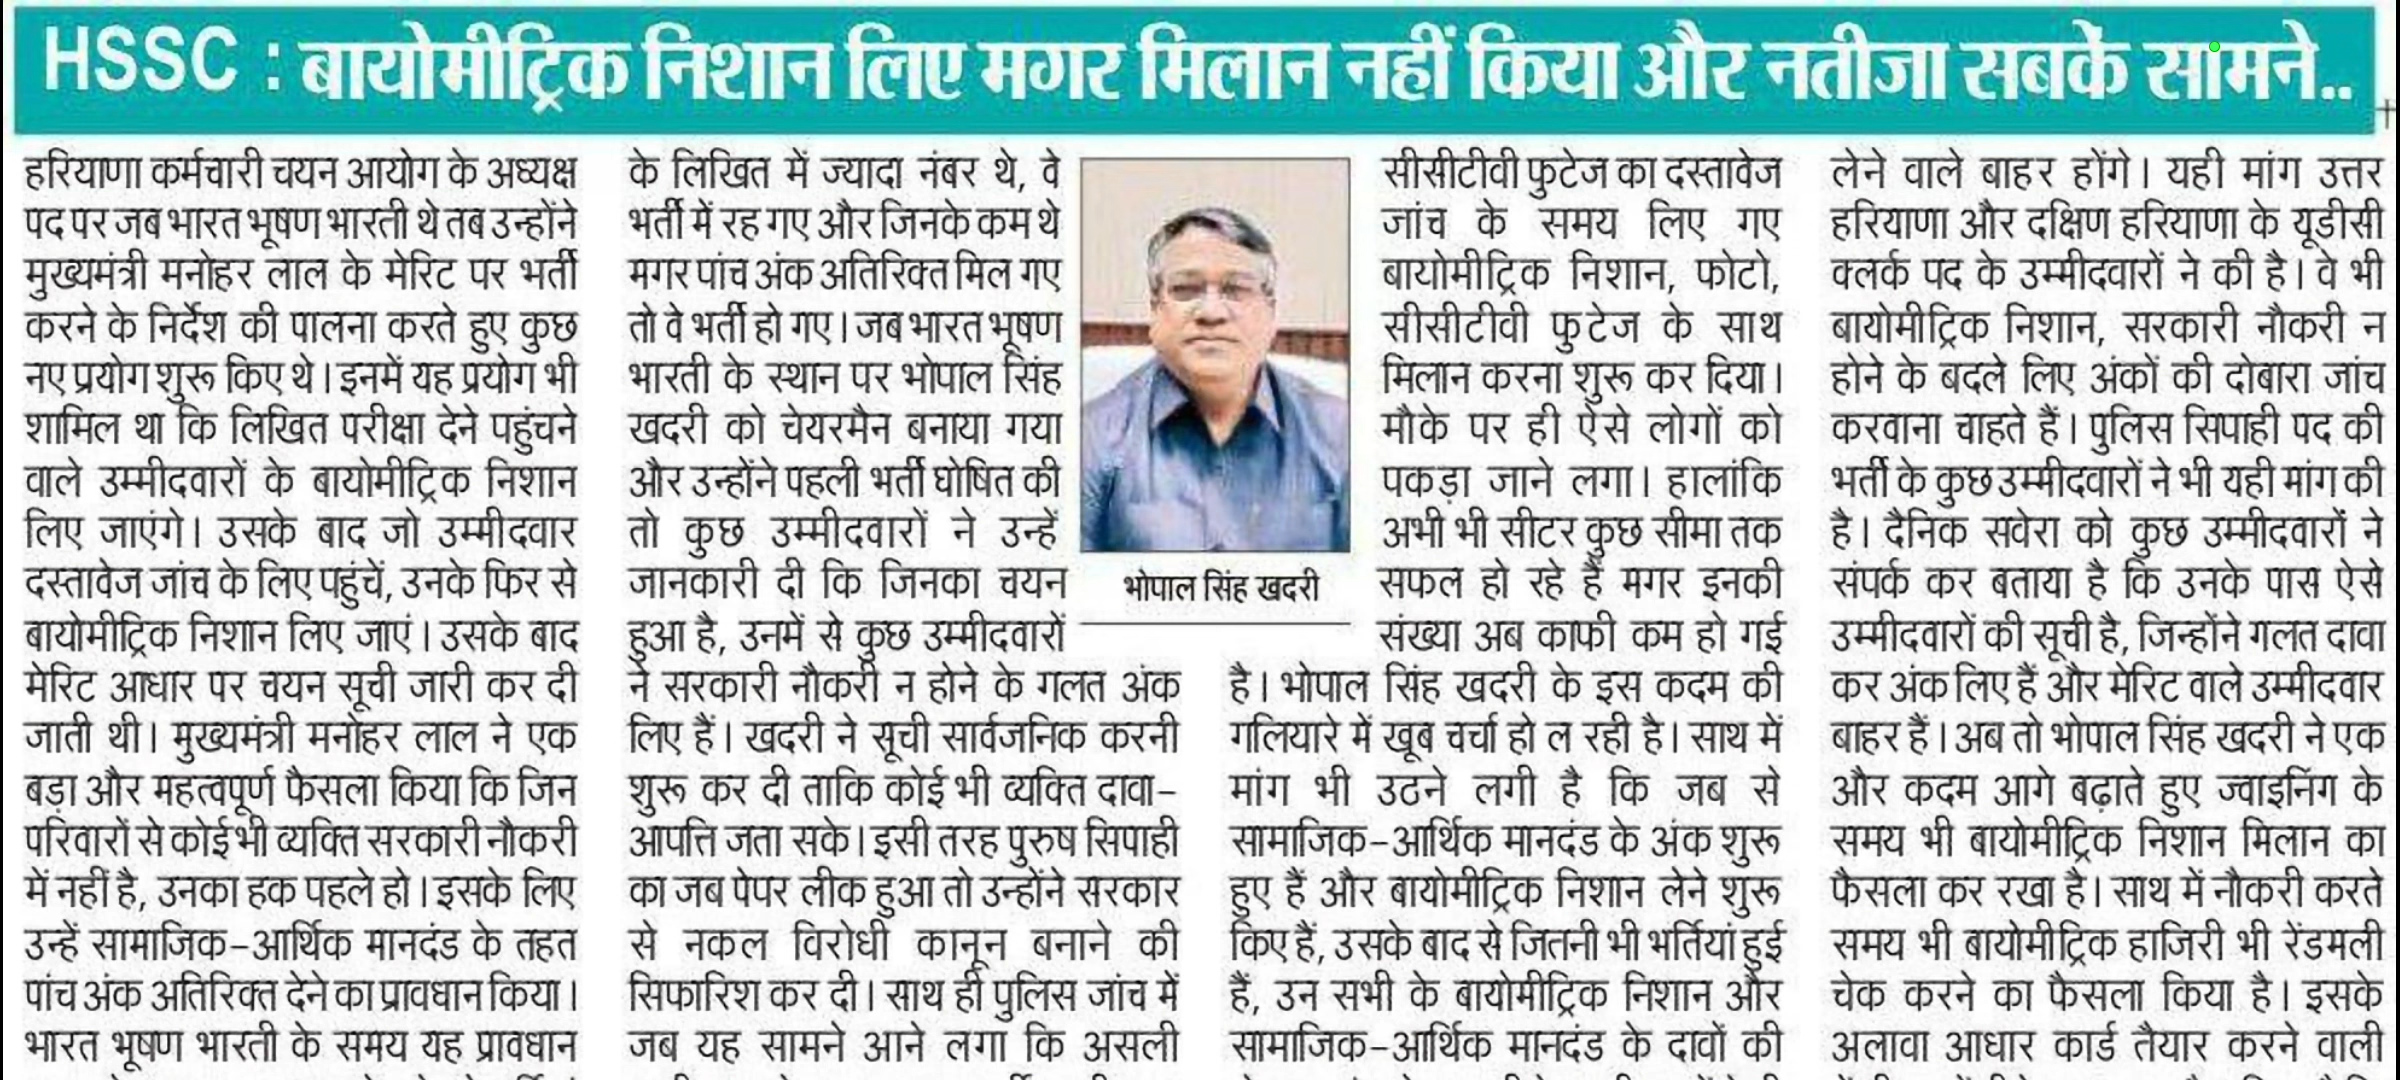 HSSC : बायोमीट्रिक निशान लिए मगर मिलान नहीं किया और नतीजा सबकें सामने..
हरियाणा कर्मचारी चयन आयोग के अध्यक्ष
पद पर जब भारत भूषण भारती थे तब उन्होंने
मुख्यमंत्री मनोहर लाल के मेरिट पर भर्ती
करने के निर्देश की पालना करते हुए कुछ
नए प्रयोग शुरू किए थे। इनमें यह प्रयोग भी
शामिल था कि लिखित परीक्षा देने पहुंचने
वाले उम्मीदवारों के बायोमीट्रिक निशान
लिए जाएंगे। उसके बाद जो उम्मीदवार
दस्तावेज जांच के लिए पहुंचें, उनके फिर से
बायोमीट्रिक निशान लिए जाएं। उसके बाद
मेरिट आधार पर चयन सूची जारी कर दी
जाती थी। मुख्यमंत्री मनोहर लाल ने एक
बड़ा और महत्वपूर्ण फैसला किया कि जिन
परिवारों से कोई भी व्यक्ति सरकारी नौकरी
में नहीं है, उनका हक पहले हो। इसके लिए
उन्हें सामाजिक-आर्थिक मानदंड के तहत
पांच अंक अतिरिक्त देने का प्रावधान किया।
भारत भूषण भारती के समय यह प्रावधान
के लिखित में ज्यादा नंबर थे, वे
भर्ती में रह गए और जिनके कम थे
मगर पांच अंक अतिरिक्त मिल गए
तो वे भर्ती हो गए। जब भारत भूषण
भारती के स्थान पर भोपाल सिंह
खदरी को चेयरमैन बनाया गया
और उन्होंने पहली भर्ती घोषित की
तो कुछ उम्मीदवारों ने उन्हें
जानकारी दी कि जिनका चयन
हुआ है, उनमें से कुछ उम्मीदवारों
ने सरकारी नौकरी न होने के गलत अंक
लिए हैं। खदरी ने सूची सार्वजनिक करनी
शुरू कर दी ताकि कोई भी व्यक्ति दावा-
आपत्ति जता सके। इसी तरह पुरुष सिपाही
का जब पेपर लीक हुआ तो उन्होंने सरकार
से नकल विरोधी कानून बनाने की
सिफारिश कर दी। साथ ही पुलिस जांच में
जब यह सामने आने लगा कि असली
भोपाल सिंह खदरी
सीसीटीवी फुटेज का दस्तावेज
जांच के समय लिए गए
बायोमीट्रिक निशान, फोटो,
सीसीटीवी फुटेज के साथ
मिलान करना शुरू कर दिया।
मौके पर ही ऐसे लोगों को
पकड़ा जाने लगा। हालांकि
अभी भी सीटर कुछ सीमा तक
सफल हो रहे हैं मगर इनकी
संख्या अब काफी कम हो गई
है। भोपाल सिंह खदरी के इस कदम की
गलियारे में खूब चर्चा हो ल रही है। साथ में
मांग भी उठने लगी है कि जब से
सामाजिक-आर्थिक मानदंड के अंक शुरू
हुए हैं और बायोमीट्रिक निशान लेने शुरू
किए हैं, उसके बाद से जितनी भी भर्तियां हुई
हैं, उन सभी के बायोमीट्रिक निशान और
सामाजिक-आर्थिक मानदंड के दावों की
लेने वाले बाहर होंगे। यही मांग उत्तर
हरियाणा और दक्षिण हरियाणा के यूडीसी
क्लर्क पद के उम्मीदवारों ने की है। वे भी
बायोमीट्रिक निशान, सरकारी नौकरी न
होने के बदले लिए अंकों की दोबारा जांच
करवाना चाहते हैं। पुलिस सिपाही पद की
भर्ती के कुछ उम्मीदवारों ने भी यही मांग की
है। दैनिक सवेरा को कुछ उम्मीदवारों ने
संपर्क कर बताया है कि उनके पास ऐसे
उम्मीदवारों की सूची है, जिन्होंने गलत दावा
कर अंक लिए हैं और मेरिट वाले उम्मीदवार
बाहर हैं। अब तो भोपाल सिंह खदरी ने एक
और कदम आगे बढ़ाते हुए ज्वाइनिंग के
समय भी बायोमीट्रिक निशान मिलान का
फैसला कर रखा है। साथ में नौकरी करते
समय भी बायोमीट्रिक हाजिरी भी रेंडमली
चेक करने का फैसला किया है। इसके
अलावा आधार कार्ड तैयार करने वाली